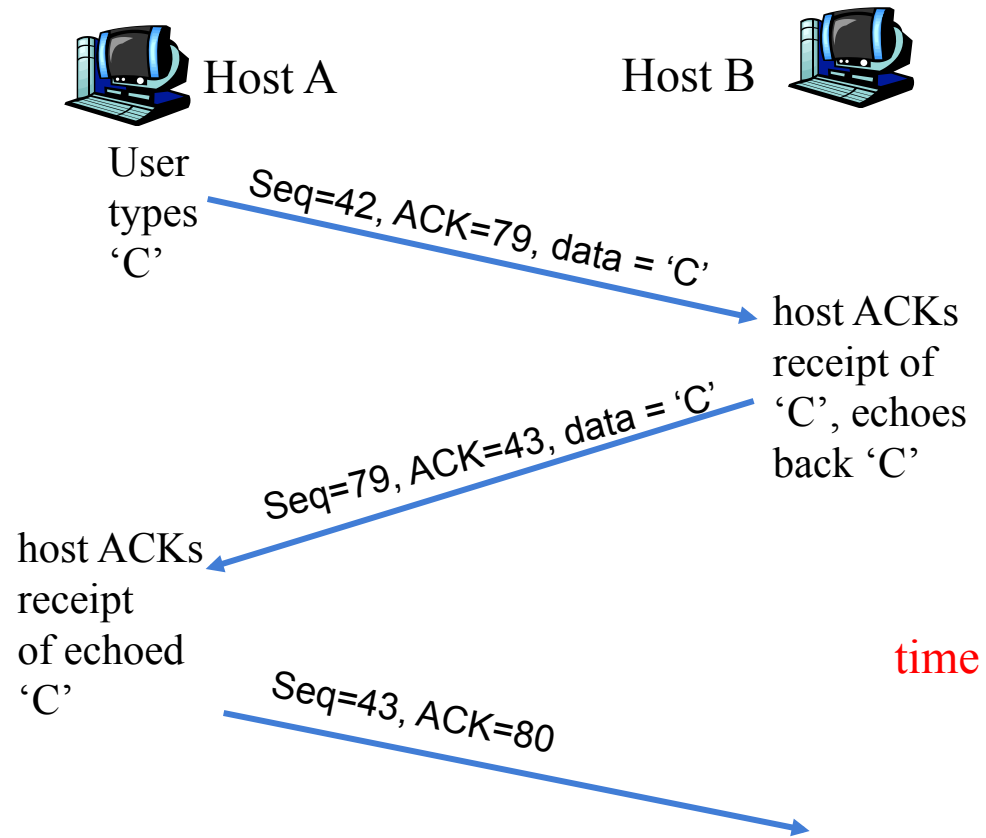 Host A
Host B
User
types
‘C’
Seq=42, ACK=79, data = ‘C’
host ACKs
receipt of
‘C’, echoes
back ‘C’
Seq=79, ACK=43, data = ‘C’
host ACKs
receipt
of echoed
‘C’
time
Seq=43, ACK=80